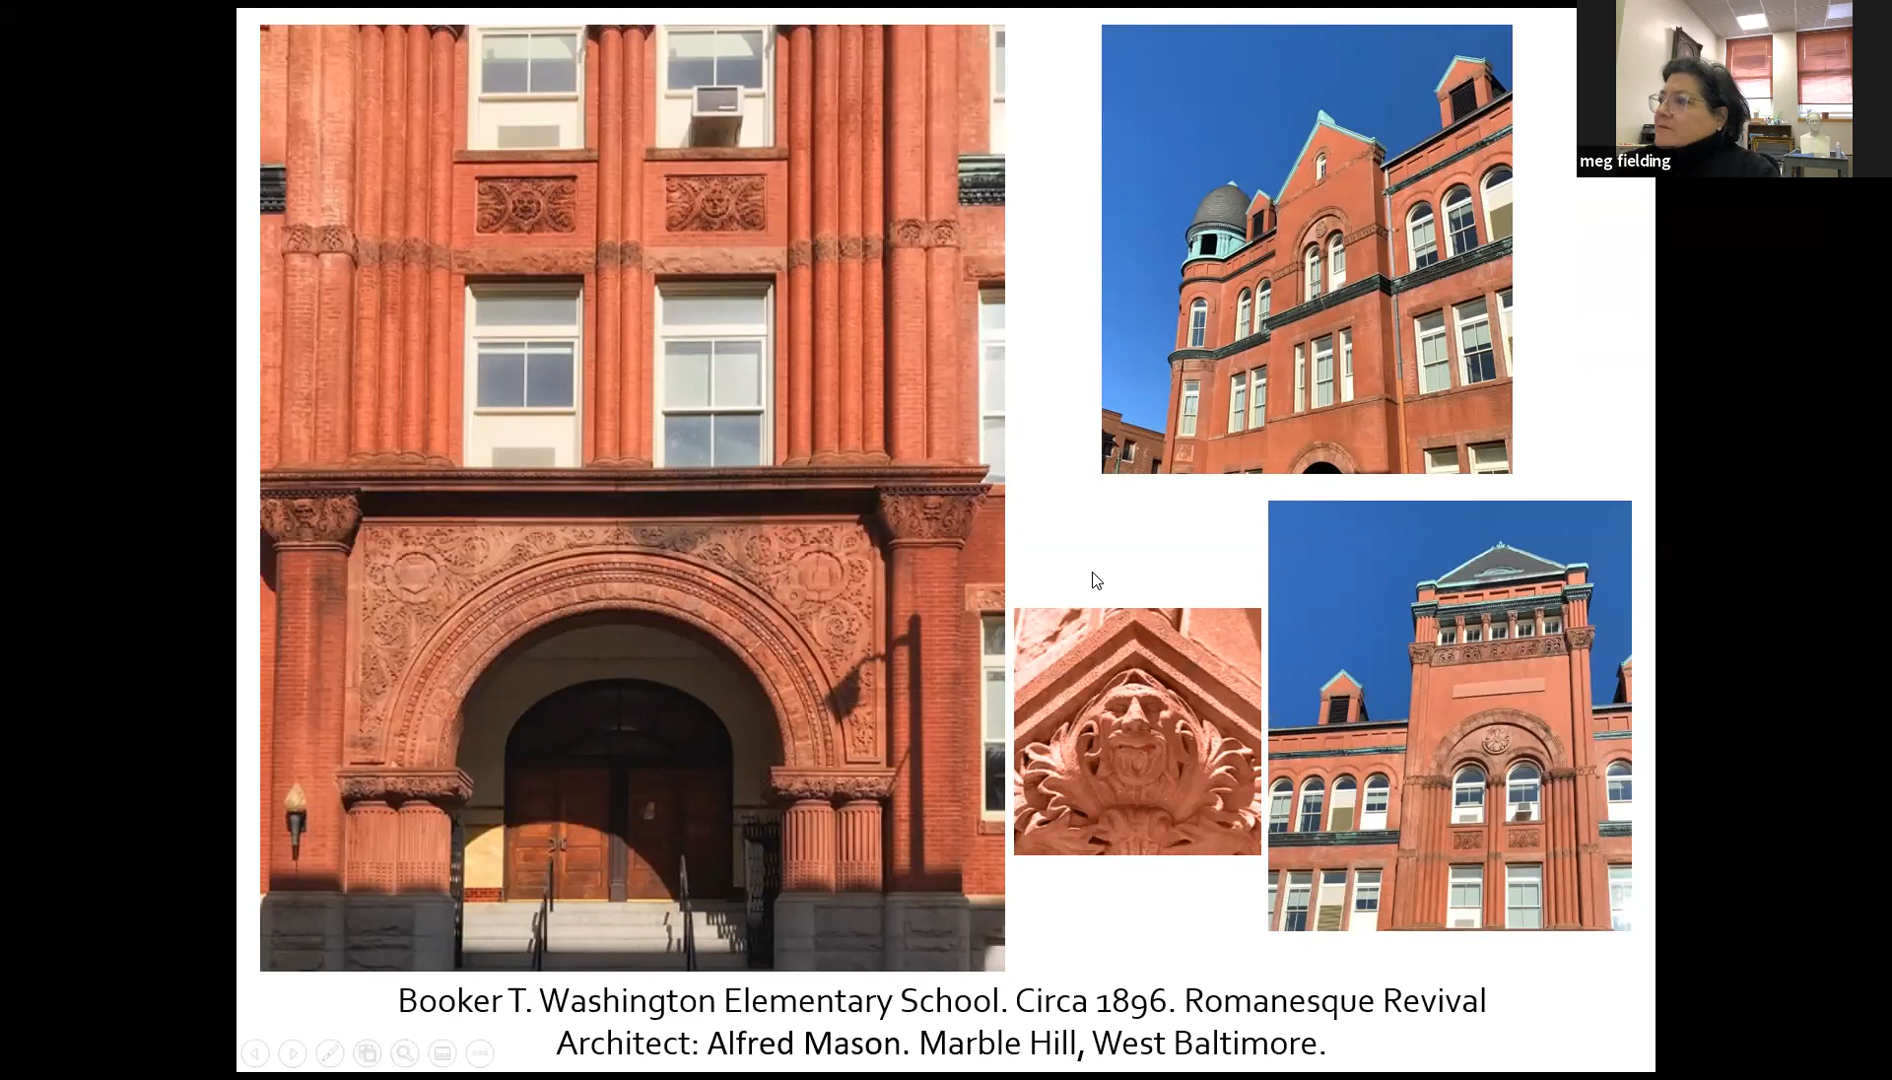 meg fielding
Booker T. Washington Elementary School. Circa 1896. Romanesque Revival
Architect: Alfred Mason. Marble Hill, West Baltimore.